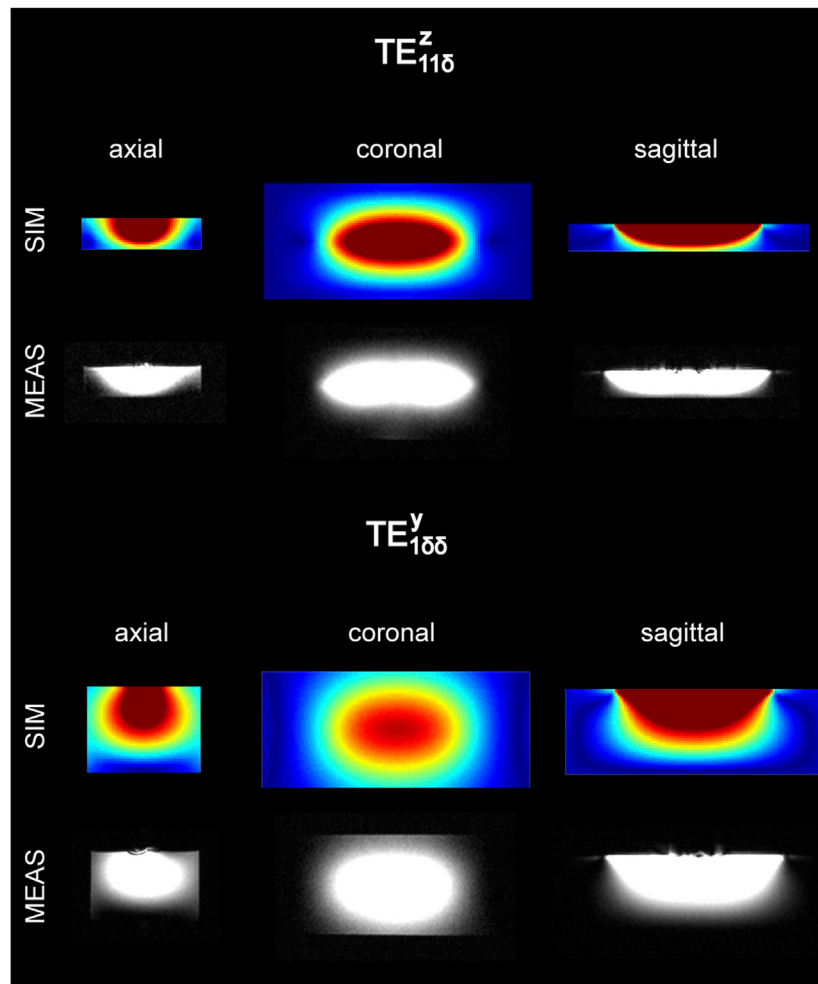 TE^z_11δ
axial coronal sagittal
SIM
MEAS
TE^y_1δδ
axial coronal sagittal
SIM
MEAS